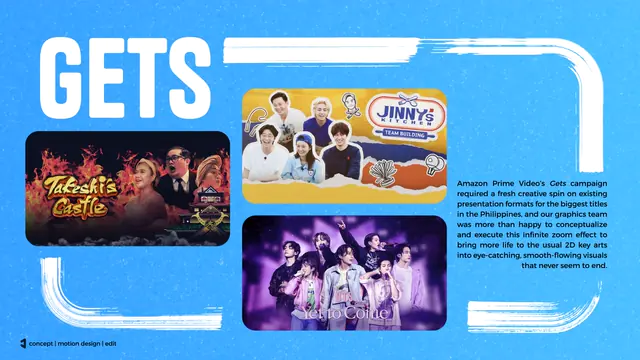 GETS
JINNY's
KITCHEN
TEAM BUILDING
Takeshi's
Castle
Yet to Come
Amazon Prime Video's Gets campaign
required a fresh creative spin on existing
presentation formats for the biggest titles
in the Philippines, and our graphics team
was more than happy to conceptualize
and execute this infinite zoom effect to
bring more life to the usual 2D key arts
into eye-catching, smooth-flowing visuals
that never seem to end.
concept | motion design | edit